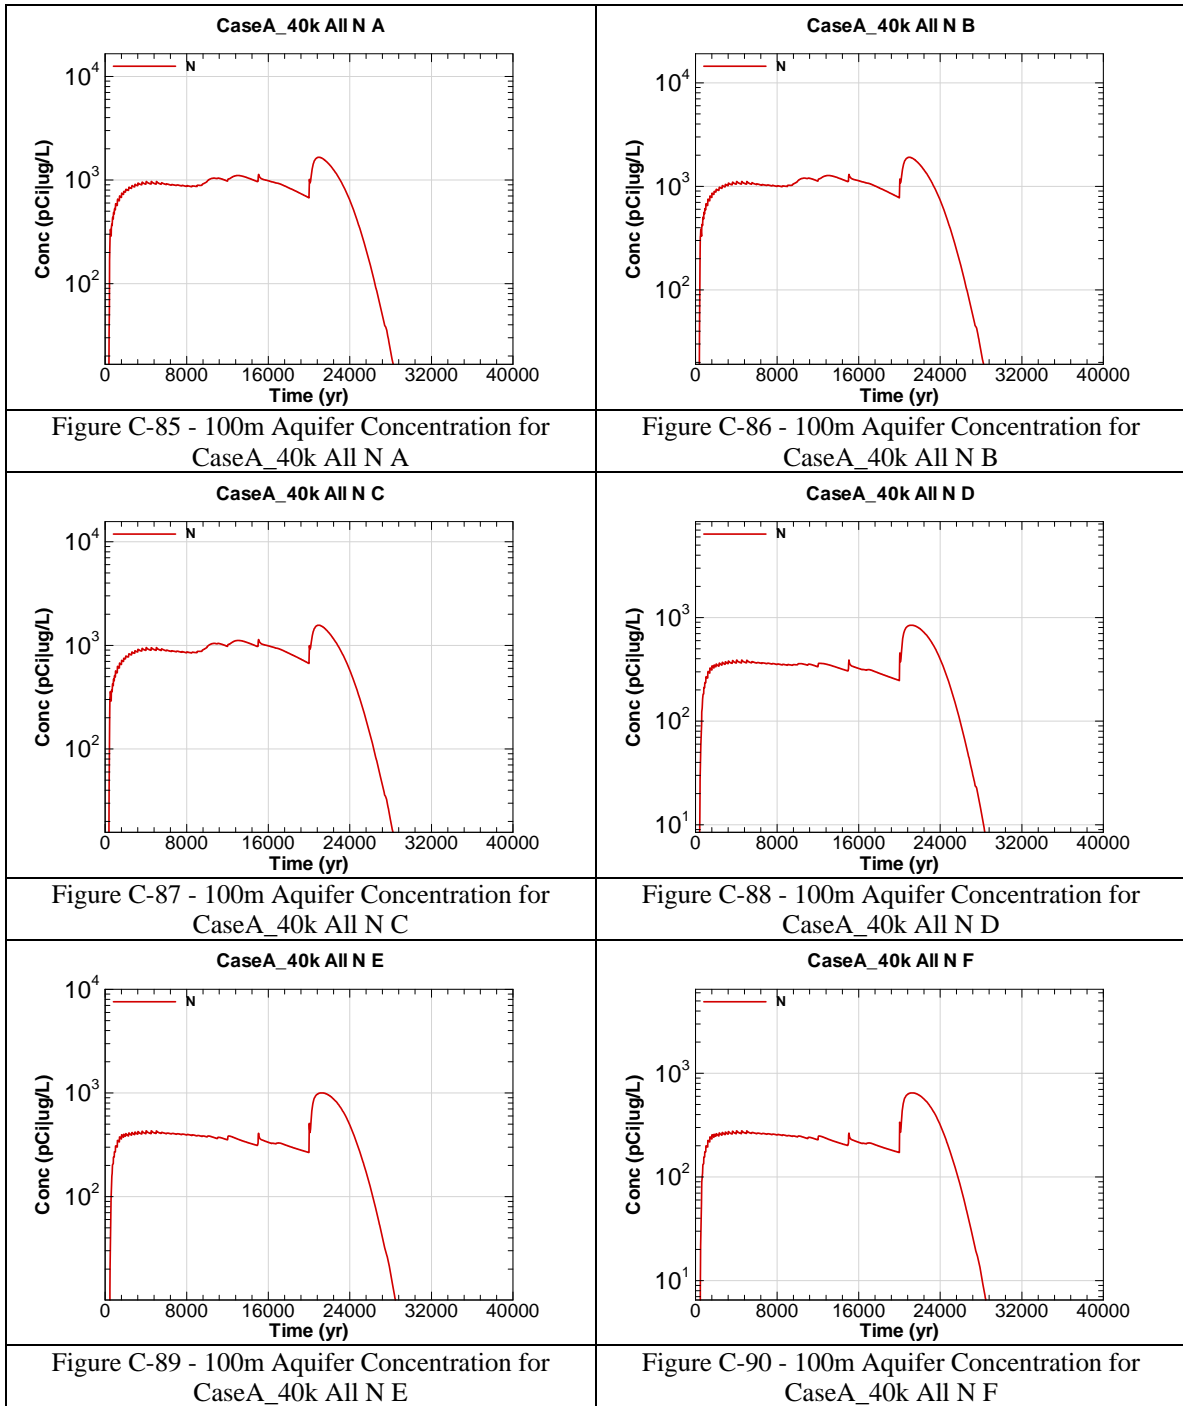 CaseA_40k All N A
N
10^4
10^3
10^2
Conc (pCi|ug/L)
0 8000 16000 24000 32000 40000
Time (yr)
Figure C-85 - 100m Aquifer Concentration for
CaseA_40k All N A
CaseA_40k All N B
N
10^4
10^3
10^2
Conc (pCi|ug/L)
0 8000 16000 24000 32000 40000
Time (yr)
Figure C-86 - 100m Aquifer Concentration for
CaseA_40k All N B
CaseA_40k All N C
N
10^4
10^3
10^2
Conc (pCi|ug/L)
0 8000 16000 24000 32000 40000
Time (yr)
Figure C-87 - 100m Aquifer Concentration for
CaseA_40k All N C
CaseA_40k All N D
N
10^3
10^2
10^1
Conc (pCi|ug/L)
0 8000 16000 24000 32000 40000
Time (yr)
Figure C-88 - 100m Aquifer Concentration for
CaseA_40k All N D
CaseA_40k All N E
N
10^4
10^3
10^2
Conc (pCi|ug/L)
0 8000 16000 24000 32000 40000
Time (yr)
Figure C-89 - 100m Aquifer Concentration for
CaseA_40k All N E
CaseA_40k All N F
N
10^3
10^2
10^1
Conc (pCi|ug/L)
0 8000 16000 24000 32000 40000
Time (yr)
Figure C-90 - 100m Aquifer Concentration for
CaseA_40k All N F